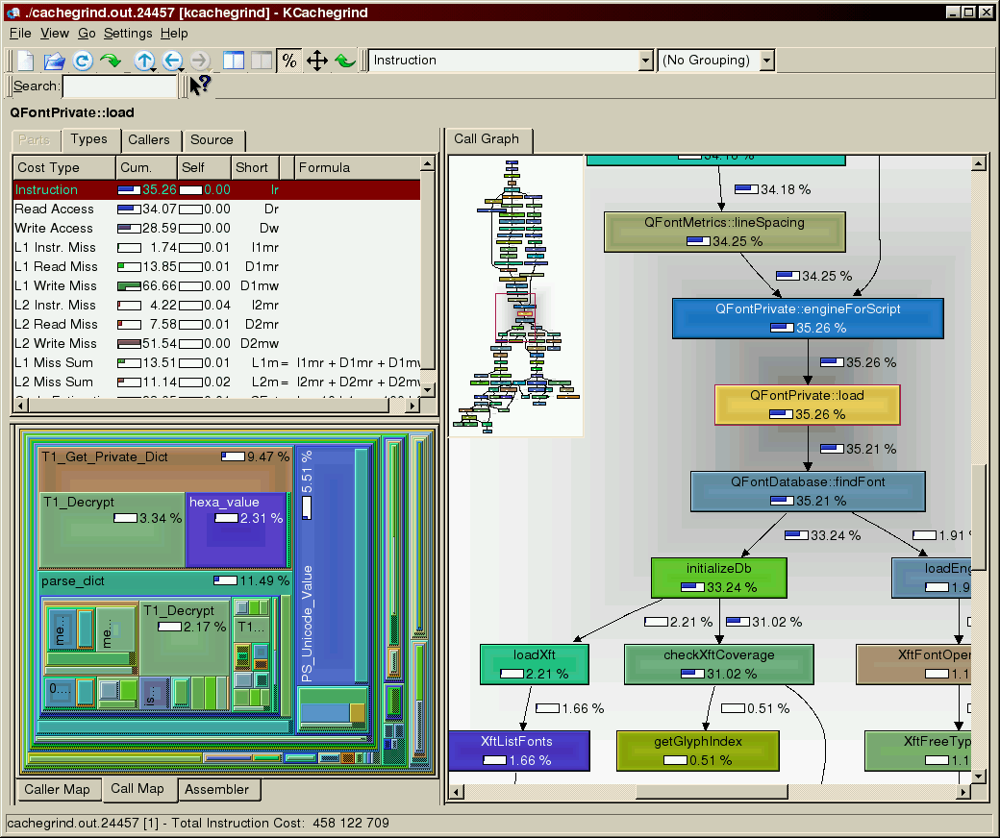 ./cachegrind.out.24457 [kcachegrind] - KCachegrind
File View Go Settings Help
% Instruction (No Grouping)
Search:
QFontPrivate::load
Parts Types Callers Source
Cost Type Cum. Self Short Formula
Instruction 35.26 0.00 Ir
Read Access 34.07 0.00 Dr
Write Access 28.59 0.00 Dw
L1 Instr. Miss 1.74 0.01 I1mr
L1 Read Miss 13.85 0.01 D1mr
L1 Write Miss 66.66 0.00 D1mw
L2 Instr. Miss 4.22 0.04 I2mr
L2 Read Miss 7.58 0.01 D2mr
L2 Write Miss 51.54 0.00 D2mw
L1 Miss Sum 13.51 0.01 L1m = I1mr + D1mr + D1mw
L2 Miss Sum 11.14 0.02 L2m = I2mr + D2mr + D2mw
T1_Get_Private_Dict 9.47 %
T1_Decrypt
3.34 %
hexa_value
2.31 %
parse_dict 11.49 %
T1_Decrypt
2.17 %
me...
me...
T1...
0....
is...
PS_Unicode_Value 5.51 %
Caller Map Call Map Assembler
Call Graph
34.18 %
QFontMetrics::lineSpacing
34.25 %
34.25 %
QFontPrivate::engineForScript
35.26 %
35.26 %
QFontPrivate::load
35.26 %
35.21 %
QFontDatabase::findFont
35.21 %
33.24 % 1.91
initializeDb
33.24 %
loadEng
1.9
2.21 % 31.02 %
loadXft
2.21 %
checkXftCoverage
31.02 %
XftFontOper
1.1
1.66 % 0.51 %
XftListFonts
1.66 %
getGlyphIndex
0.51 %
XftFreeTyp
1.1
cachegrind.out.24457 [1] - Total Instruction Cost: 458 122 709